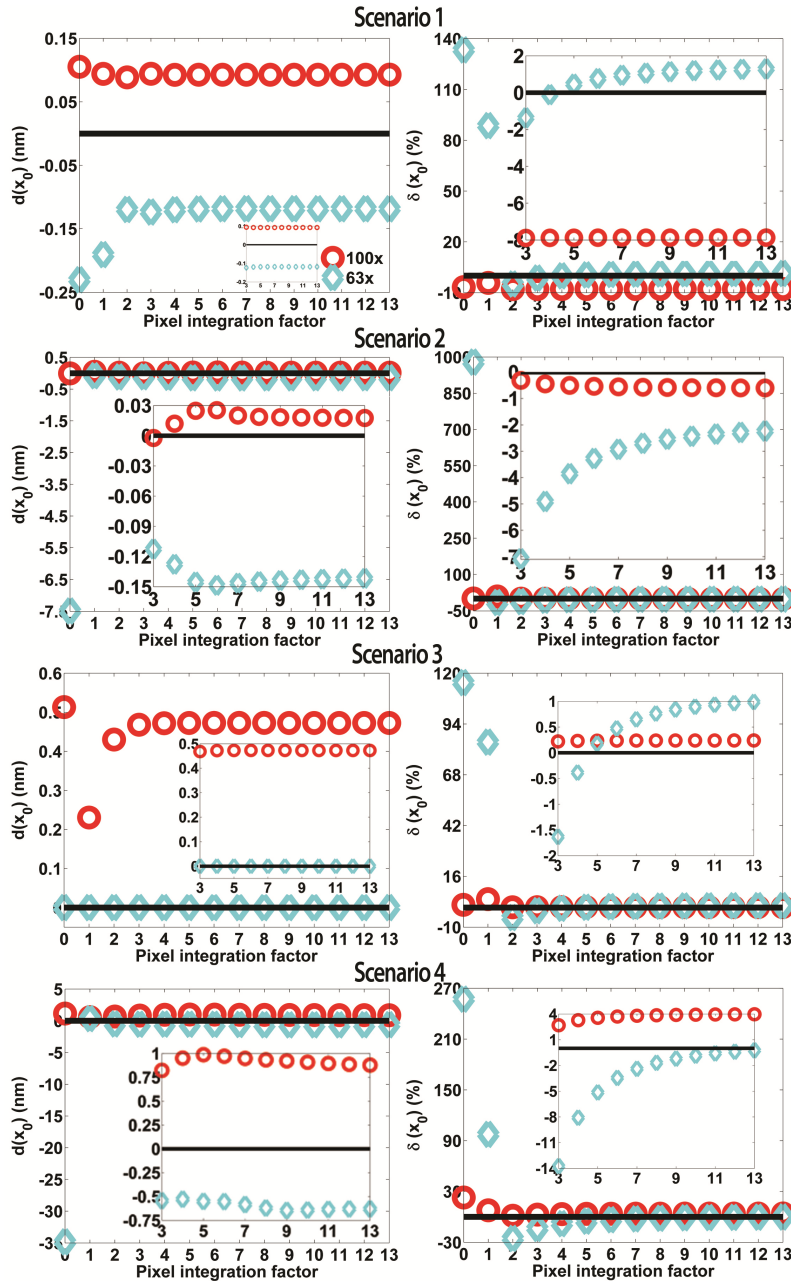 Scenario 1
0.15
0.05
-0.05
-0.15
-0.25
d(x0) (nm)
0.1
0
-0.1
-0.2
3 5 7 9 11 13
100x
63x
0 1 2 3 4 5 6 7 8 9 10 11 12 13
Pixel integration factor
140
110
80
50
20
-10
δ (x0) (%)
2
0
-2
-4
-6
-8
3 5 7 9 11 13
0 1 2 3 4 5 6 7 8 9 10 11 12 13
Pixel integration factor
Scenario 2
0.5
-0.5
-1.5
-2.5
-3.5
-4.5
-5.5
-6.5
-7.5
d(x0) (nm)
0.03
0
-0.03
-0.06
-0.09
-0.12
-0.15
3 5 7 9 11 13
0 1 2 3 4 5 6 7 8 9 10 11 12 13
Pixel integration factor
1000
850
700
550
400
250
100
-50
δ (x0) (%)
0
-1
-2
-3
-4
-5
-6
-7
3 5 7 9 11 13
0 1 2 3 4 5 6 7 8 9 10 11 12 13
Pixel integration factor
Scenario 3
0.6
0.5
0.4
0.3
0.2
0.1
d(x0) (nm)
0.5
0.4
0.3
0.2
0.1
0
3 5 7 9 11 13
0 1 2 3 4 5 6 7 8 9 10 11 12 13
Pixel integration factor
120
94
68
42
16
-10
δ (x0) (%)
1
0.5
0
-0.5
-1
-1.5
-2
3 5 7 9 11 13
0 1 2 3 4 5 6 7 8 9 10 11 12 13
Pixel integration factor
Scenario 4
5
0
-5
-10
-15
-20
-25
-30
-35
d(x0) (nm)
1
0.75
0.5
0.25
0
-0.25
-0.5
-0.75
3 5 7 9 11 13
0 1 2 3 4 5 6 7 8 9 10 11 12 13
Pixel integration factor
270
210
150
90
30
-30
δ (x0) (%)
4
1
-2
-5
-8
-11
-14
3 5 7 9 11 13
0 1 2 3 4 5 6 7 8 9 10 11 12 13
Pixel integration factor